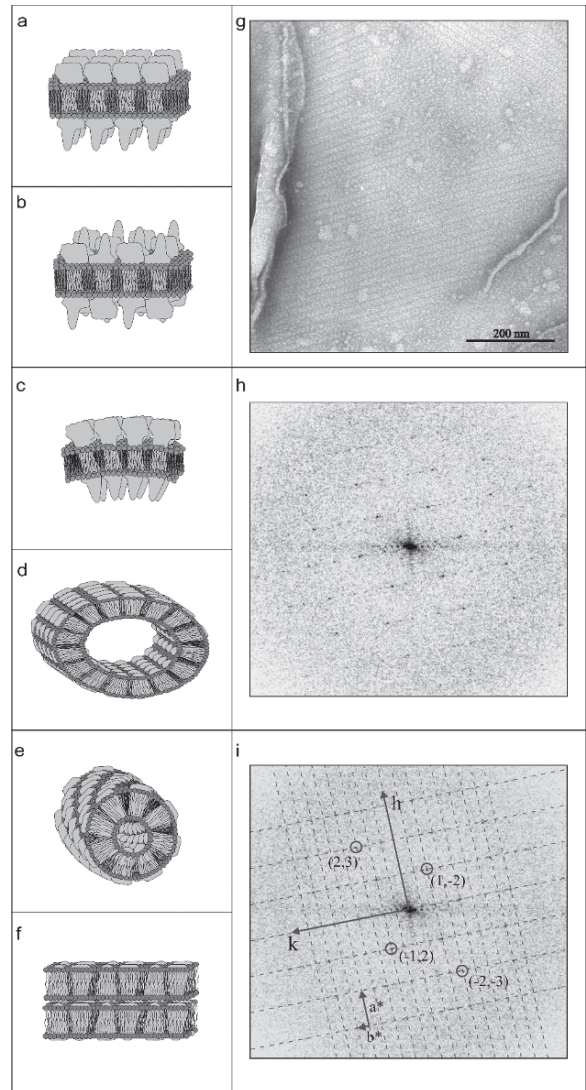 a
b
c
d
e
f
g
200 nm
h
i
h
(2,3)
(1,-2)
k
(-1,2)
(-2,-3)
a*
b*